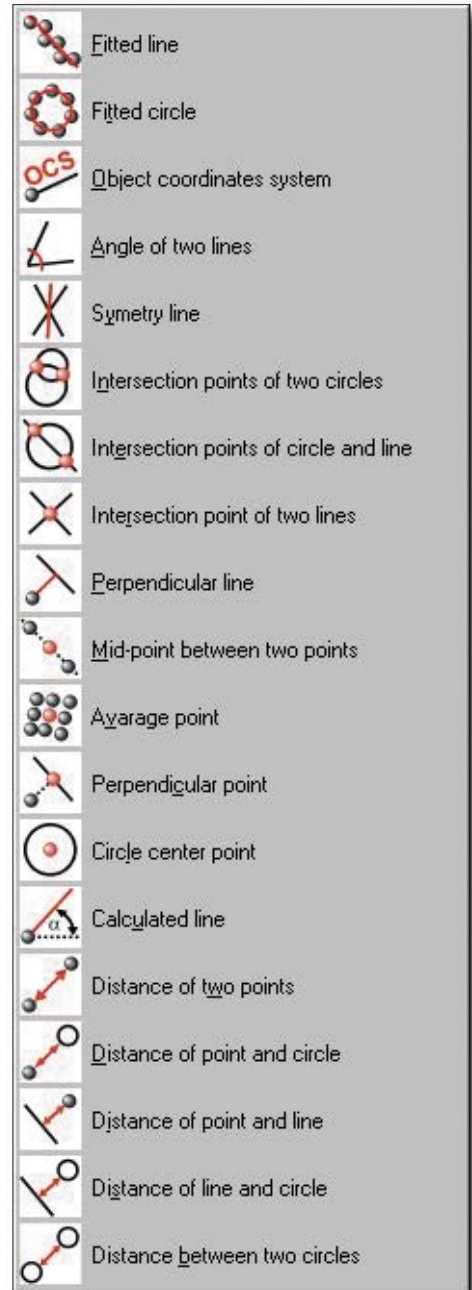 Fitted line
Fitted circle
OCS
Object coordinates system
Angle of two lines
Symetry line
Intersection points of two circles
Intersection points of circle and line
Intersection point of two lines
Perpendicular line
Mid-point between two points
Avarage point
Perpendicular point
Circle center point
α
Calculated line
Distance of two points
Distance of point and circle
Distance of point and line
Distance of line and circle
Distance between two circles